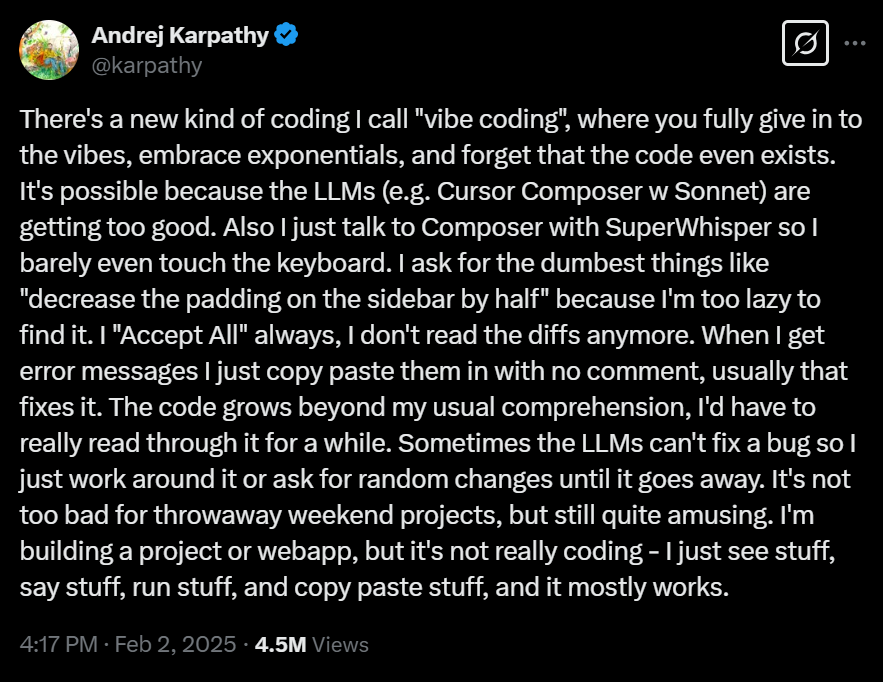 Andrej Karpathy
@karpathy
There's a new kind of coding I call "vibe coding", where you fully give in to
the vibes, embrace exponentials, and forget that the code even exists.
It's possible because the LLMs (e.g. Cursor Composer w Sonnet) are
getting too good. Also I just talk to Composer with SuperWhisper so I
barely even touch the keyboard. I ask for the dumbest things like
"decrease the padding on the sidebar by half" because I'm too lazy to
find it. I "Accept All" always, I don't read the diffs anymore. When I get
error messages I just copy paste them in with no comment, usually that
fixes it. The code grows beyond my usual comprehension, I'd have to
really read through it for a while. Sometimes the LLMs can't fix a bug so I
just work around it or ask for random changes until it goes away. It's not
too bad for throwaway weekend projects, but still quite amusing. I'm
building a project or webapp, but it's not really coding - I just see stuff,
say stuff, run stuff, and copy paste stuff, and it mostly works.
4:17 PM · Feb 2, 2025 · 4.5M Views